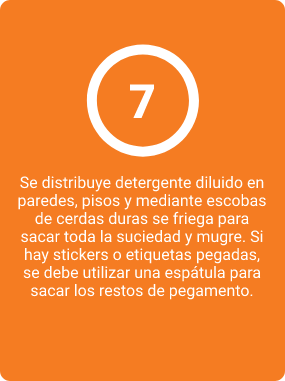 7
Se distribuye detergente diluido en
paredes, pisos y mediante escobas
de cerdas duras se friega para
sacar toda la suciedad y mugre. Si
hay stickers o etiquetas pegadas,
se debe utilizar una espátula para
sacar los restos de pegamento.